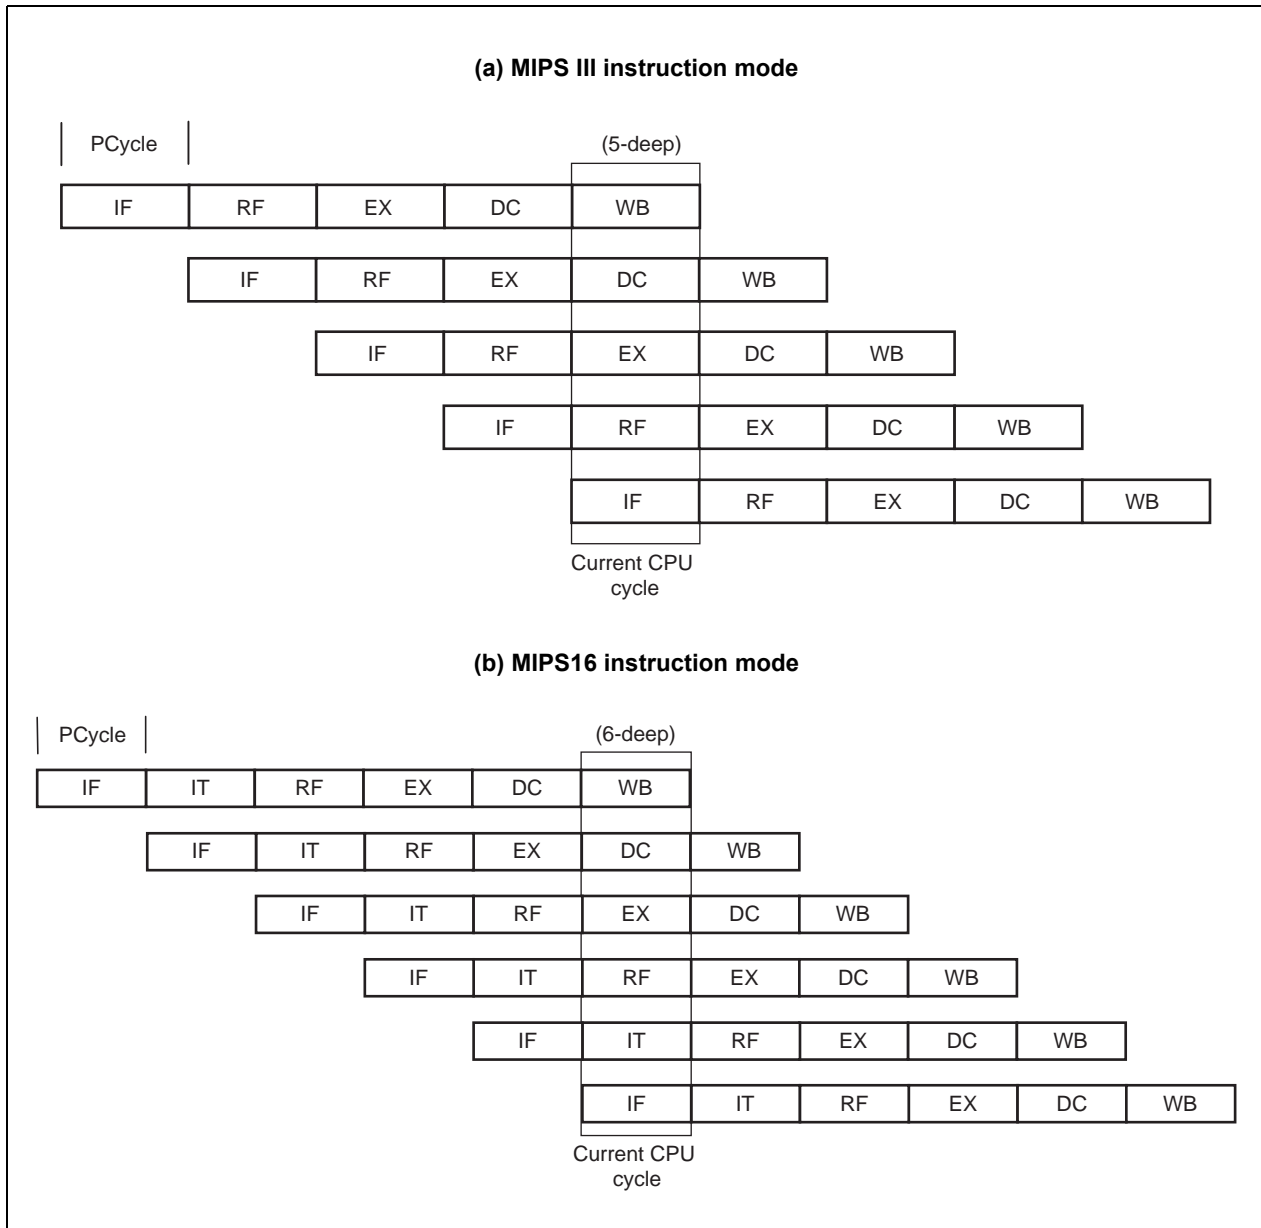 (a) MIPS III instruction mode
PCycle (5-deep)
IF RF EX DC WB
IF RF EX DC WB
IF RF EX DC WB
IF RF EX DC WB
IF RF EX DC WB
Current CPU
cycle
(b) MIPS16 instruction mode
PCycle (6-deep)
IF IT RF EX DC WB
IF IT RF EX DC WB
IF IT RF EX DC WB
IF IT RF EX DC WB
IF IT RF EX DC WB
IF IT RF EX DC WB
Current CPU
cycle